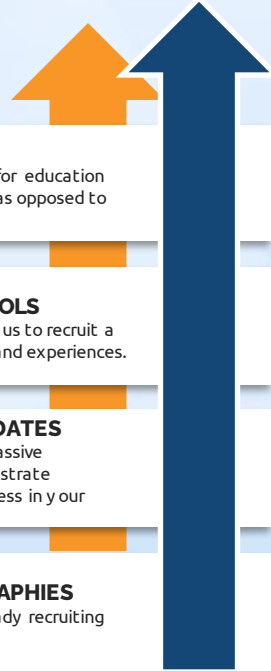 for education
as opposed to
OLS
us to recruit a
and experiences.
DATES
assive
strate
ess in y our
APHIES
dy recruiting